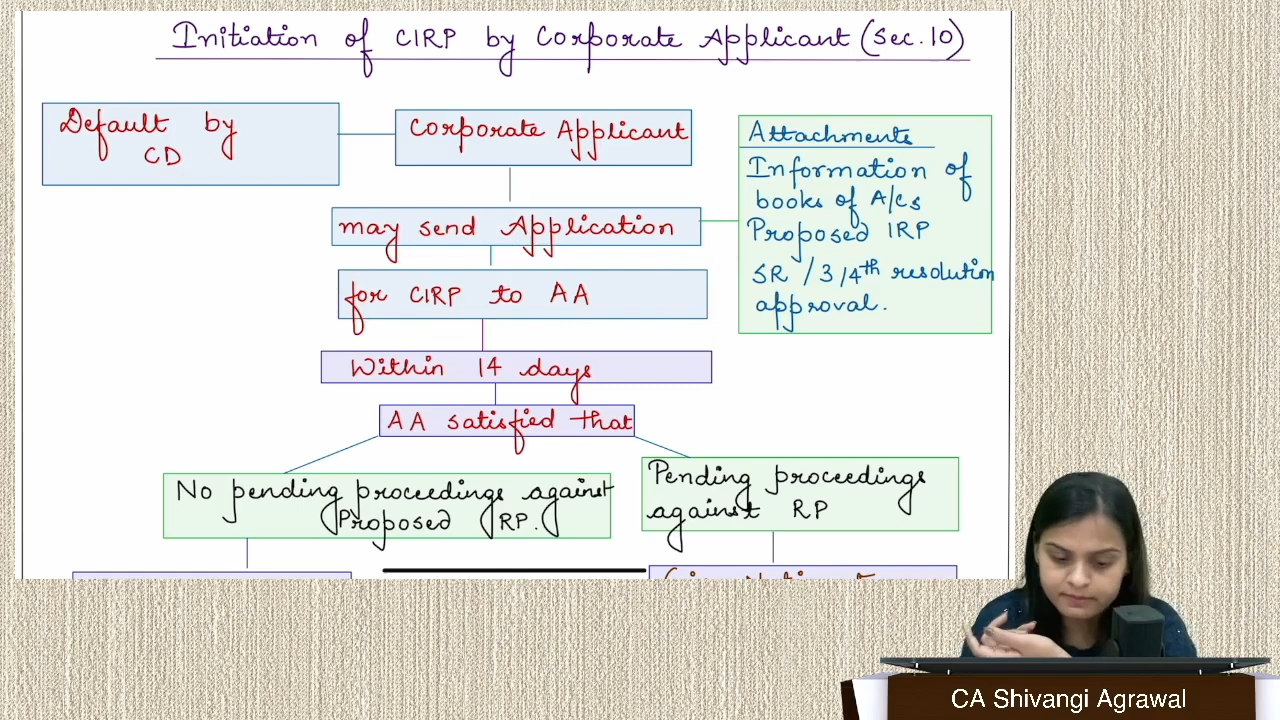 Initiation of CIRP by Corporate Applicant (Sec. 10)
Default by
CD
Corporate Applicant
Attachments
Information of
books of A/cs
Proposed IRP
SR / 3/4th resolution
approval.
may send Application
for CIRP to AA
Within 14 days
AA satisfied that
No pending proceedings against
Proposed RP.
Pending proceedings
against RP
CA Shivangi Agrawal